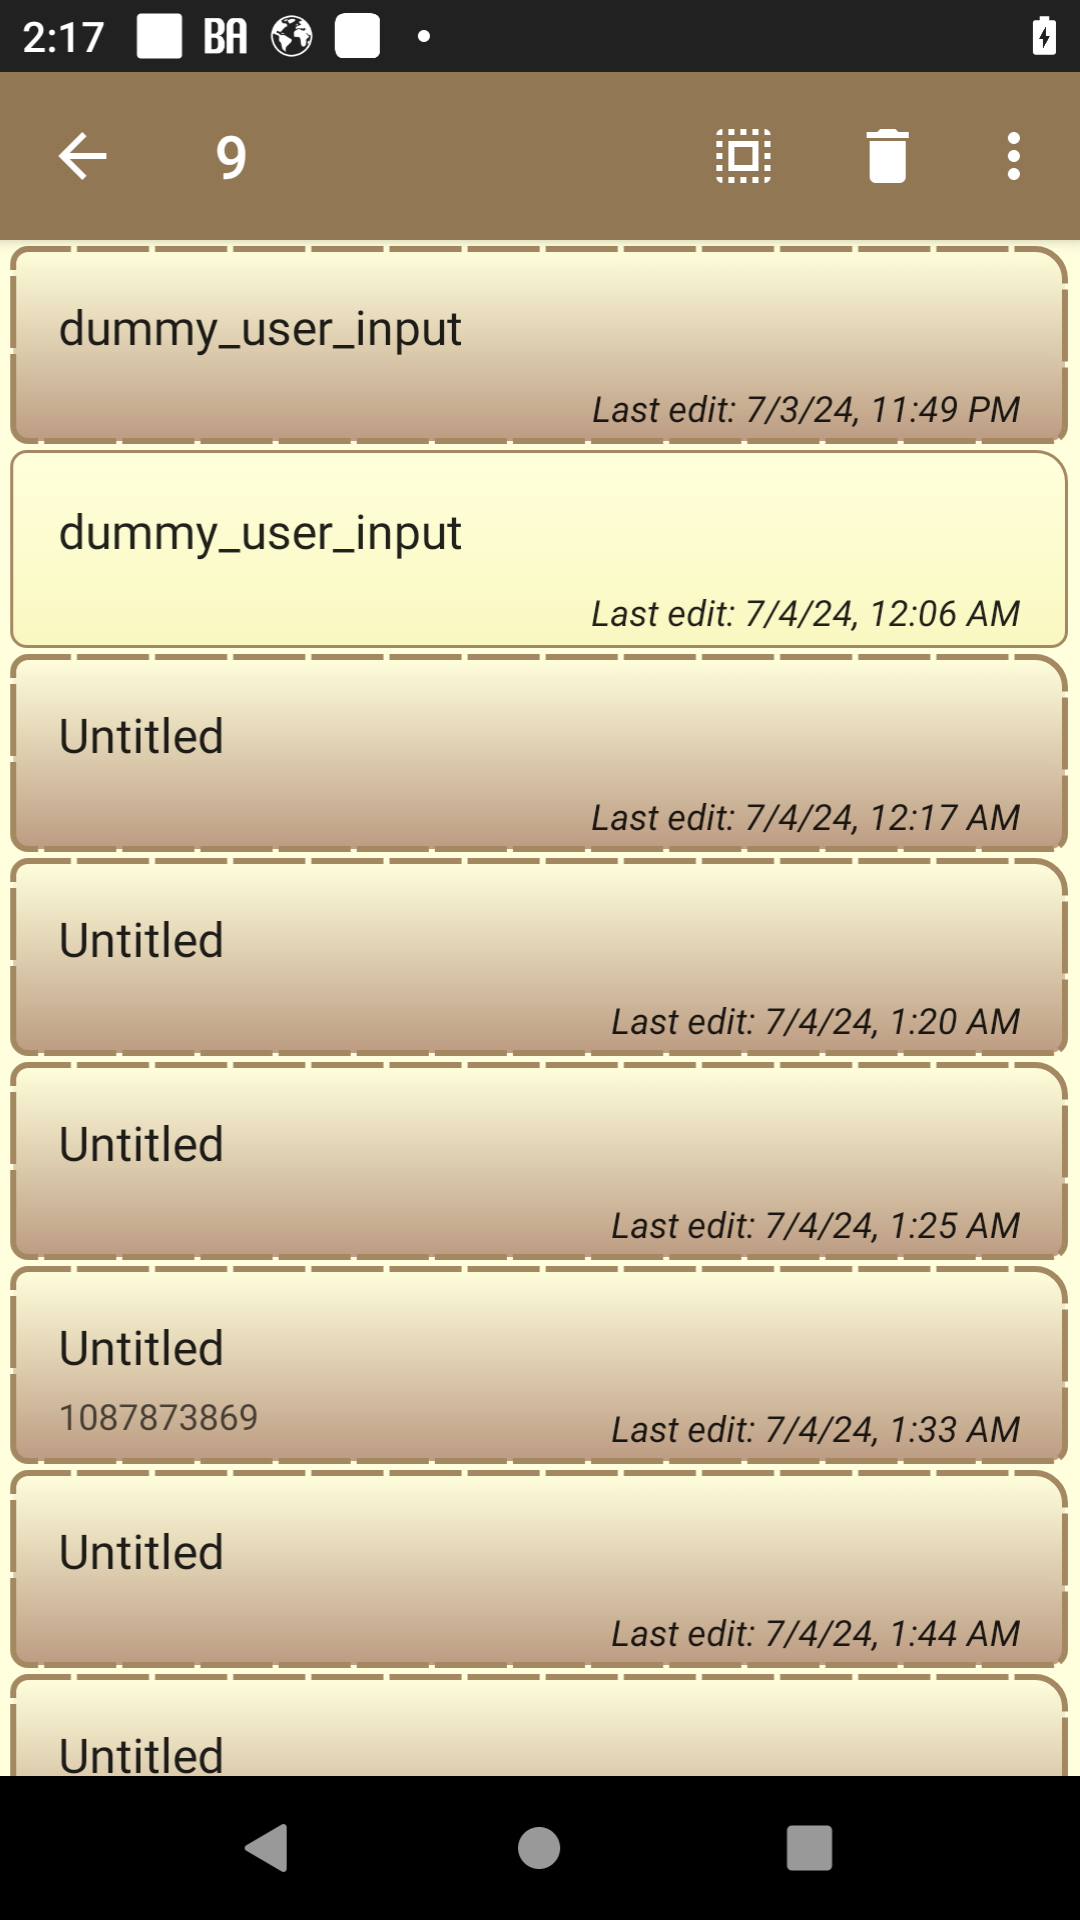 2:17 BA
9
dummy_user_input
Last edit: 7/3/24, 11:49 PM
dummy_user_input
Last edit: 7/4/24, 12:06 AM
Untitled
Last edit: 7/4/24, 12:17 AM
Untitled
Last edit: 7/4/24, 1:20 AM
Untitled
Last edit: 7/4/24, 1:25 AM
Untitled
1087873869
Last edit: 7/4/24, 1:33 AM
Untitled
Last edit: 7/4/24, 1:44 AM
Untitled